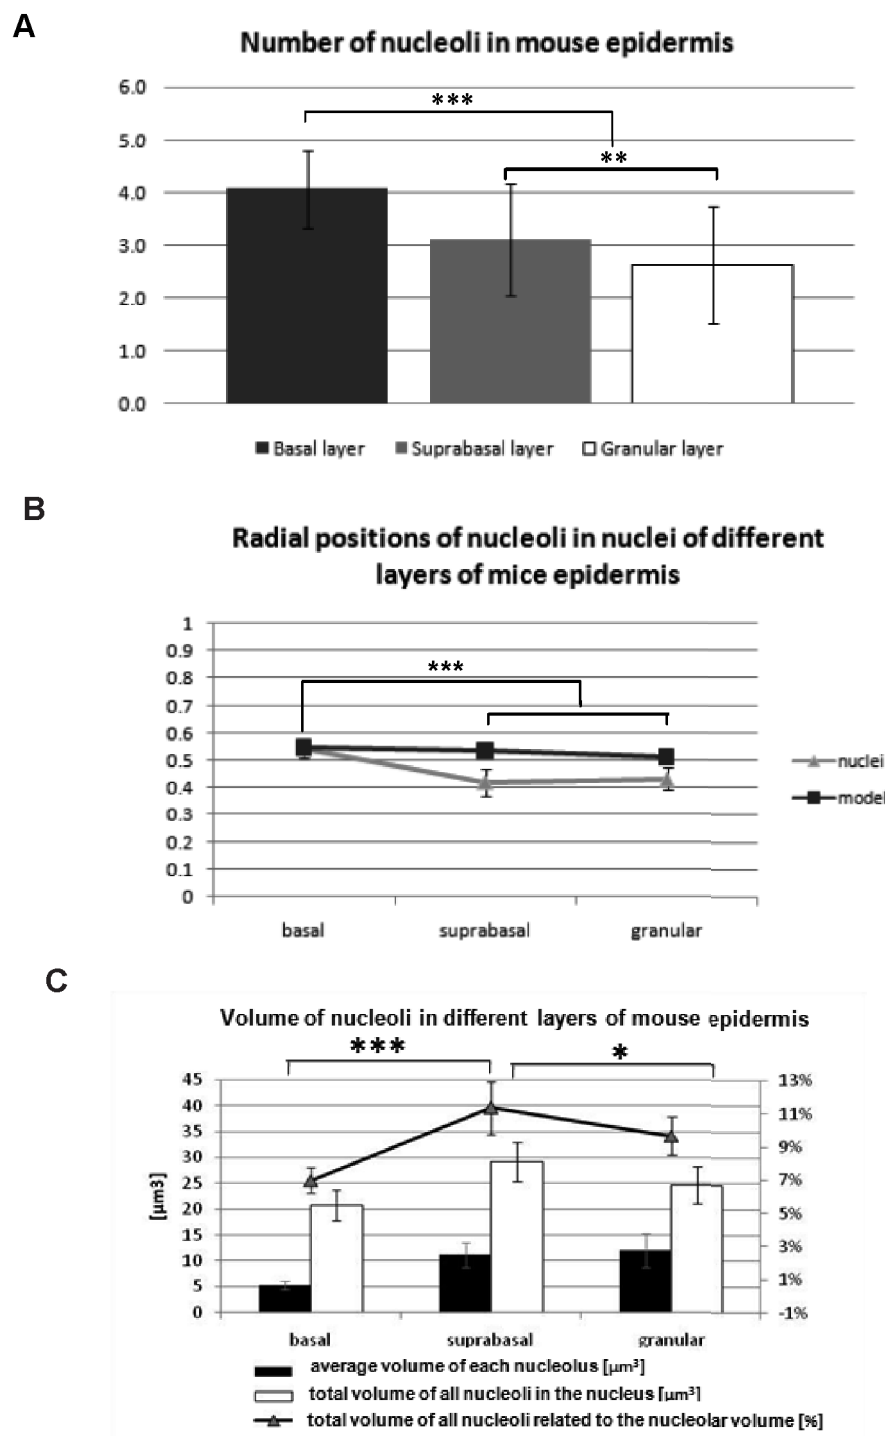 A
Number of nucleoli in mouse epidermis
6.0
5.0
4.0
3.0
2.0
1.0
0.0
***
**
Basal layer Suprabasal layer Granular layer
B
Radial positions of nucleoli in nuclei of different
layers of mice epidermis
1
0.9
0.8
0.7
0.6
0.5
0.4
0.3
0.2
0.1
0
***
basal suprabasal granular
nuclei
model
C
Volume of nucleoli in different layers of mouse epidermis
*** *
[µm3]
45
40
35
30
25
20
15
10
5
0
13%
11%
9%
7%
5%
3%
1%
-1%
basal suprabasal granular
average volume of each nucleolus [µm³]
total volume of all nucleoli in the nucleus [µm³]
total volume of all nucleoli related to the nucleolar volume [%]